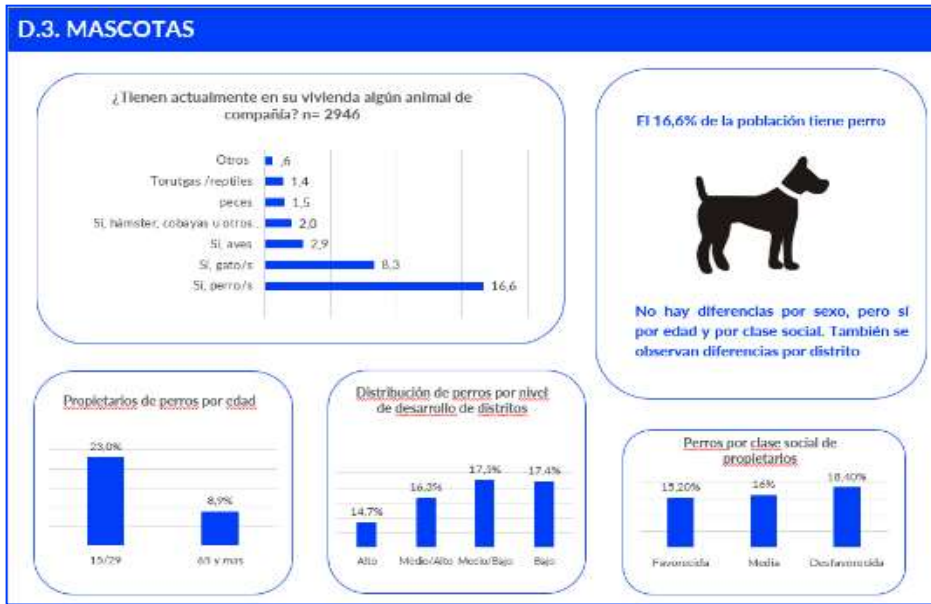 D.3. MASCOTAS
¿Tienen actualmente en su vivienda algún animal de
compañía? n= 2946
Otros ,6
Torutgas /reptiles 1,4
peces 1,5
Sí, hámster, cobayas u otros 2,0
Sí, aves 2,9
Sí, gato/s 8,3
Sí, perro/s 16,6
El 16,6% de la población tiene perro
No hay diferencias por sexo, pero sí
por edad y por clase social. También se
observan diferencias por distrito
Propietarios de perros por edad
23,0%
8,9%
15/29 65 y mas
Distribución de perros por nivel
de desarrollo de distritos
14,7% 16,3% 17,5% 17,4%
Alto Medio/Alto Medio/Bajo Bajo
Perros por clase social de
propietarios
15,20% 16% 18,40%
Favorecida Media Desfavorecida